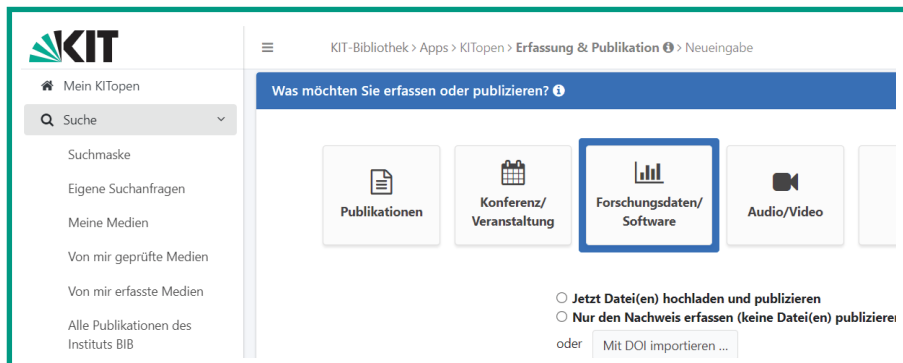 KIT
KIT-Bibliothek > Apps > KITopen > Erfassung & Publikation > Neueingabe
Mein KITopen
Suche
Suchmaske
Eigene Suchanfragen
Meine Medien
Von mir geprüfte Medien
Von mir erfasste Medien
Alle Publikationen des
Instituts BIB
Was möchten Sie erfassen oder publizieren?
Publikationen
Konferenz/
Veranstaltung
Forschungsdaten/
Software
Audio/Video
Jetzt Datei(en) hochladen und publizieren
Nur den Nachweis erfassen (keine Datei(en) publizieren
oder Mit DOI importieren ...